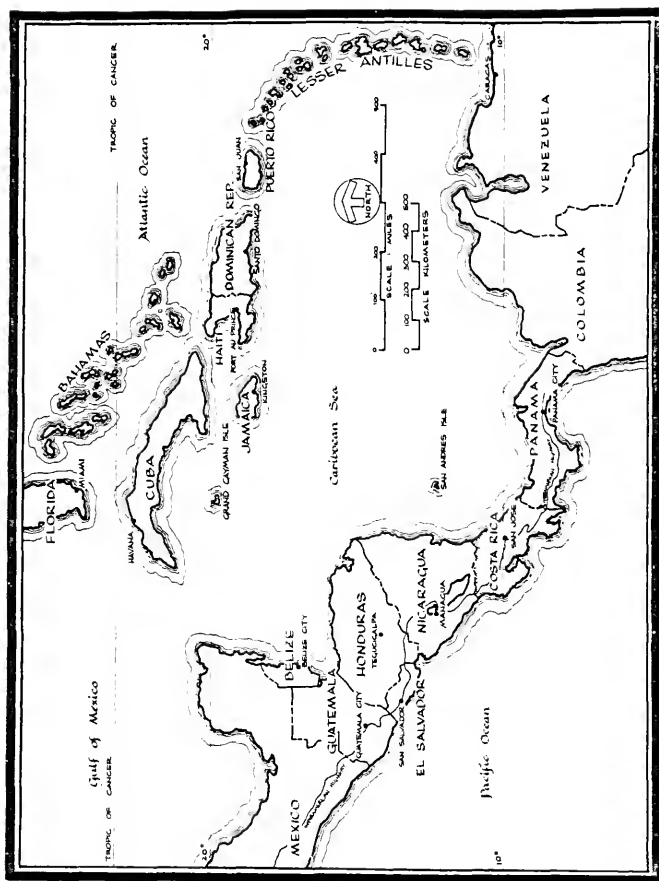 Gulf of Mexico
TROPIC OF CANCER
FLORIDA
MIAMI
BAHAMAS
Atlantic Ocean
TROPIC OF CANCER
HAVANA
CUBA
20°
GRAND CAYMAN ISLE
JAMAICA
KINGSTON
HAITI
PORT AU PRINCE
DOMINICAN REP.
SANTO DOMINGO
SAN JUAN
PUERTO RICO
20°
LESSER ANTILLES
MEXICO
BELIZE
BELIZE CITY
GUATEMALA
GUATEMALA CITY
HONDURAS
TEGUCIGALPA
SAN SALVADOR
EL SALVADOR
NICARAGUA
MANAGUA
Caribbean Sea
NORTH
0 100 200 300 400 500
SCALE MILES
0 100 200 300 400 500 600
SCALE KILOMETERS
SAN ANDRES ISLE
Pacific Ocean
10°
COSTA RICA
SAN JOSE
PANAMA
PANAMA CITY
COLOMBIA
VENEZUELA
CARACAS
10°